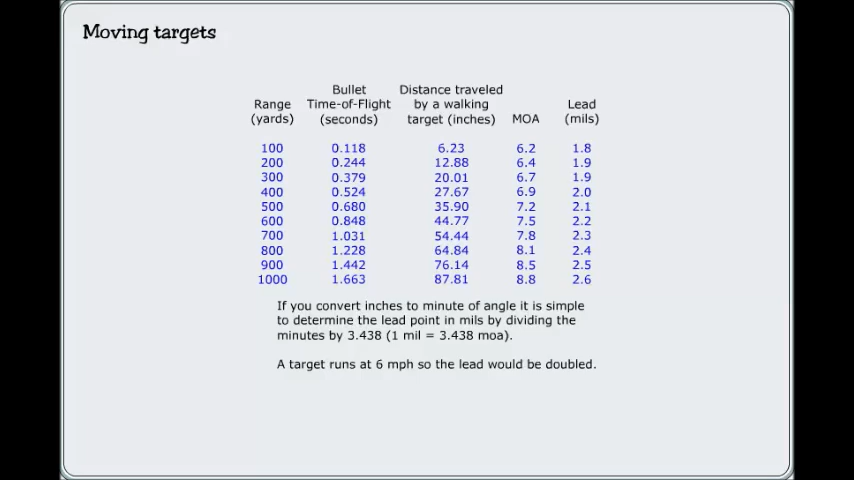 Moving targets
Bullet Distance traveled
Range Time-of-Flight by a walking Lead
(yards) (seconds) target (inches) MOA (mils)
100 0.118 6.23 6.2 1.8
200 0.244 12.88 6.4 1.9
300 0.379 20.01 6.7 1.9
400 0.524 27.67 6.9 2.0
500 0.680 35.90 7.2 2.1
600 0.848 44.77 7.5 2.2
700 1.031 54.44 7.8 2.3
800 1.228 64.84 8.1 2.4
900 1.442 76.14 8.5 2.5
1000 1.663 87.81 8.8 2.6
If you convert inches to minute of angle it is simple
to determine the lead point in mils by dividing the
minutes by 3.438 (1 mil = 3.438 moa).
A target runs at 6 mph so the lead would be doubled.